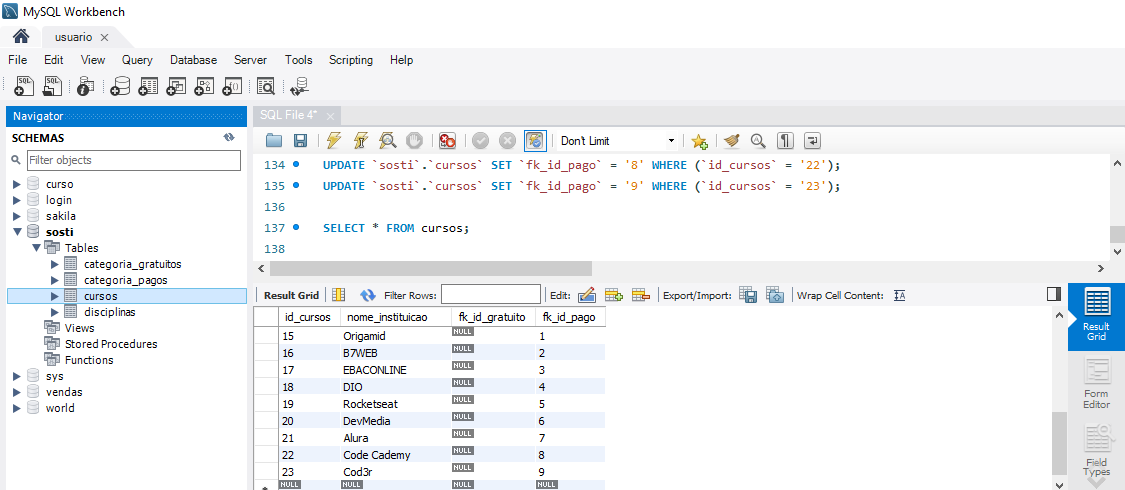 MySQL Workbench
usuario
File Edit View Query Database Server Tools Scripting Help
Navigator
SCHEMAS
Filter objects
curso
login
sakila
sosti
Tables
categoria_gratuitos
categoria_pagos
cursos
disciplinas
Views
Stored Procedures
Functions
sys
vendas
world
SQL File 4*
Don't Limit
134 UPDATE `sosti`.`cursos` SET `fk_id_pago` = '8' WHERE (`id_cursos` = '22');
135 UPDATE `sosti`.`cursos` SET `fk_id_pago` = '9' WHERE (`id_cursos` = '23');
136
137 SELECT * FROM cursos;
138
Result Grid Filter Rows: Edit: Export/Import: Wrap Cell Content:
id_cursos nome_instituicao fk_id_gratuito fk_id_pago
15 Origamid NULL 1
16 B7WEB NULL 2
17 EBACONLINE NULL 3
18 DIO NULL 4
19 Rocketseat NULL 5
20 DevMedia NULL 6
21 Alura NULL 7
22 Code Cademy NULL 8
23 Cod3r NULL 9
NULL NULL NULL NULL
Result
Grid
Form
Editor
Field
Types